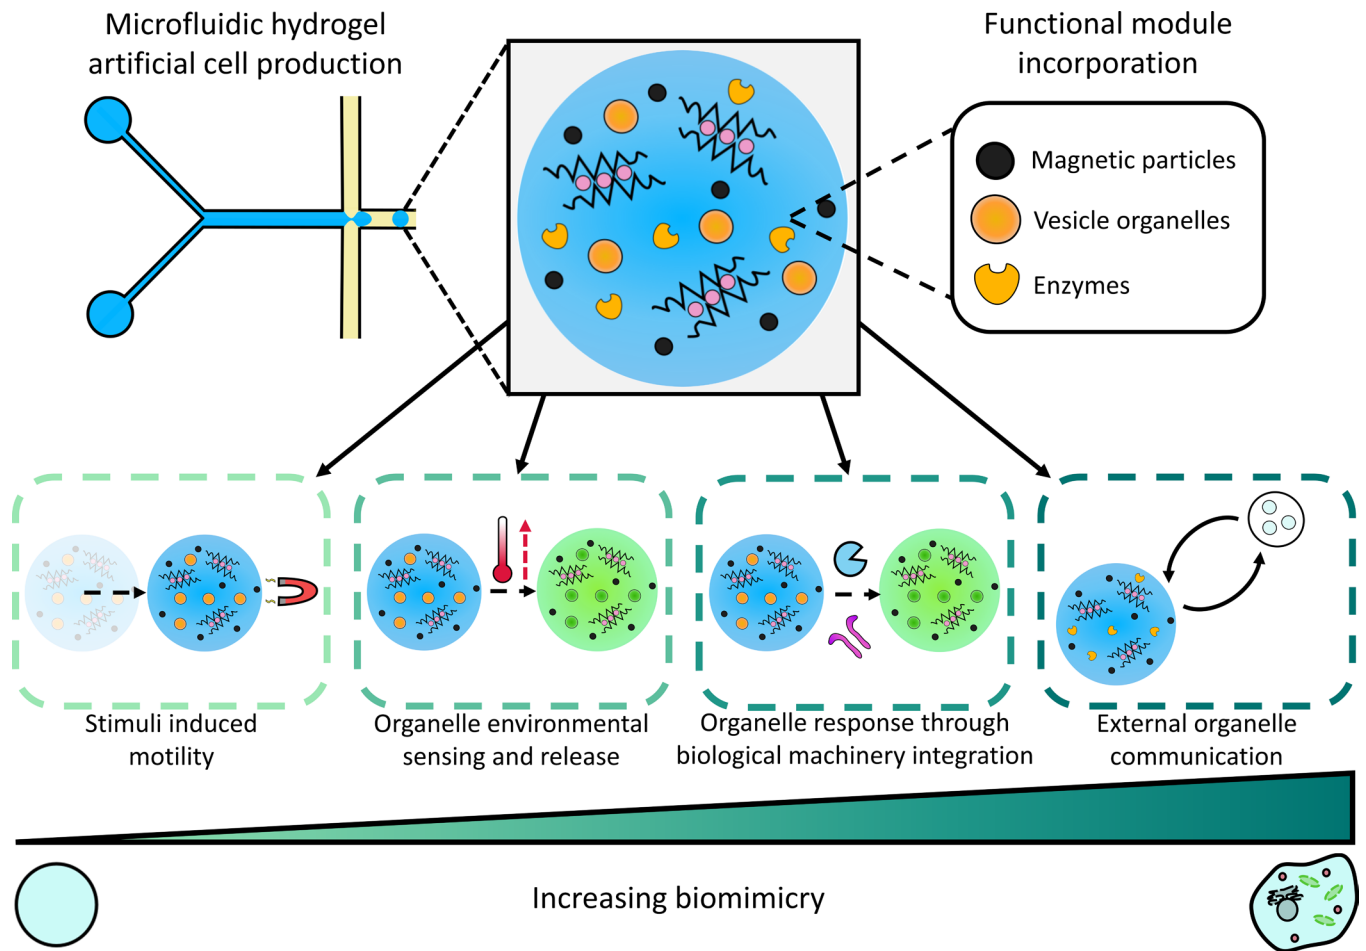 Microfluidic hydrogel
artificial cell production
Functional module
incorporation
Magnetic particles
Vesicle organelles
Enzymes
Stimuli induced
motility
Organelle environmental
sensing and release
Organelle response through
biological machinery integration
External organelle
communication
Increasing biomimicry